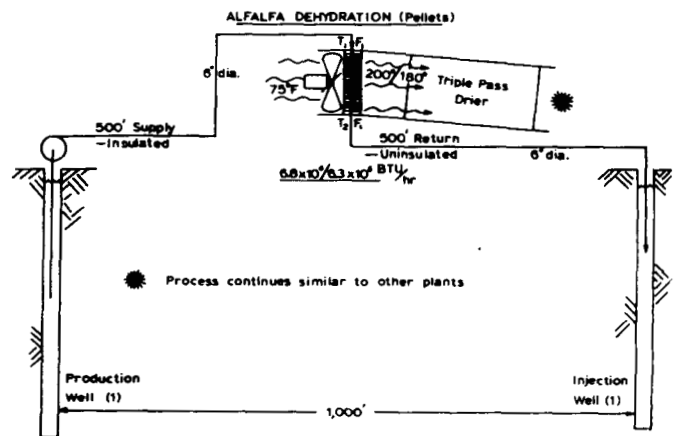 ALFALFA DEHYDRATION (Pellets)
T₁ F₁
6" dia.
75°F
200°/180°
Triple Pass
Drier
500' Supply
—Insulated
T₂ F₁
500' Return
—Uninsulated
6" dia.
6.8x10⁶/6.3x10⁶ BTU/hr
Process continues similar to other plants
Production
Well (1)
Injection
Well (1)
1,000'